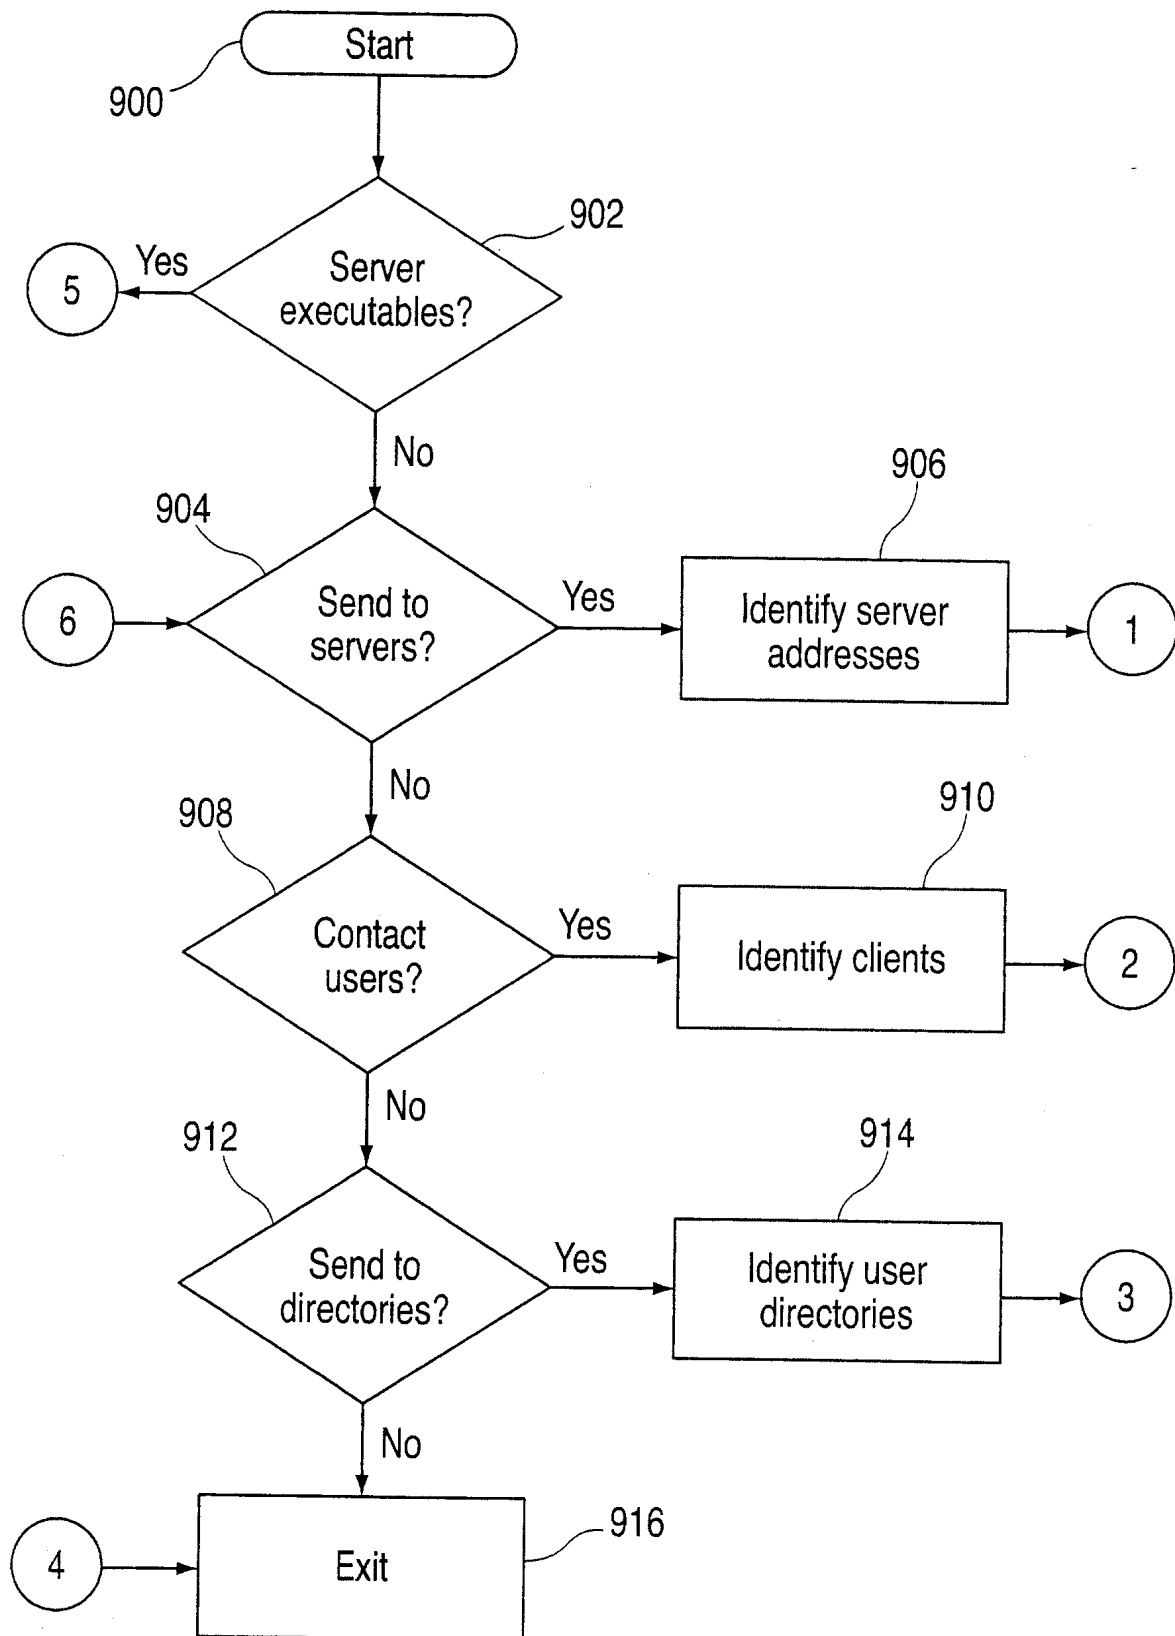 Start
900
902
Yes
5
Server
executables?
No
906
904
6
Send to
servers?
Yes
Identify server
addresses
1
No
908
910
Contact
users?
Yes
Identify clients
2
No
912
914
Send to
directories?
Yes
Identify user
directories
3
No
916
4
Exit